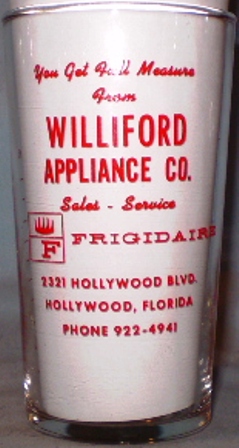 You Get Full Measure
From
WILLIFORD
APPLIANCE CO.
Sales - Service
F FRIGIDAIRE
2321 HOLLYWOOD BLVD.
HOLLYWOOD, FLORIDA
PHONE 922-4941